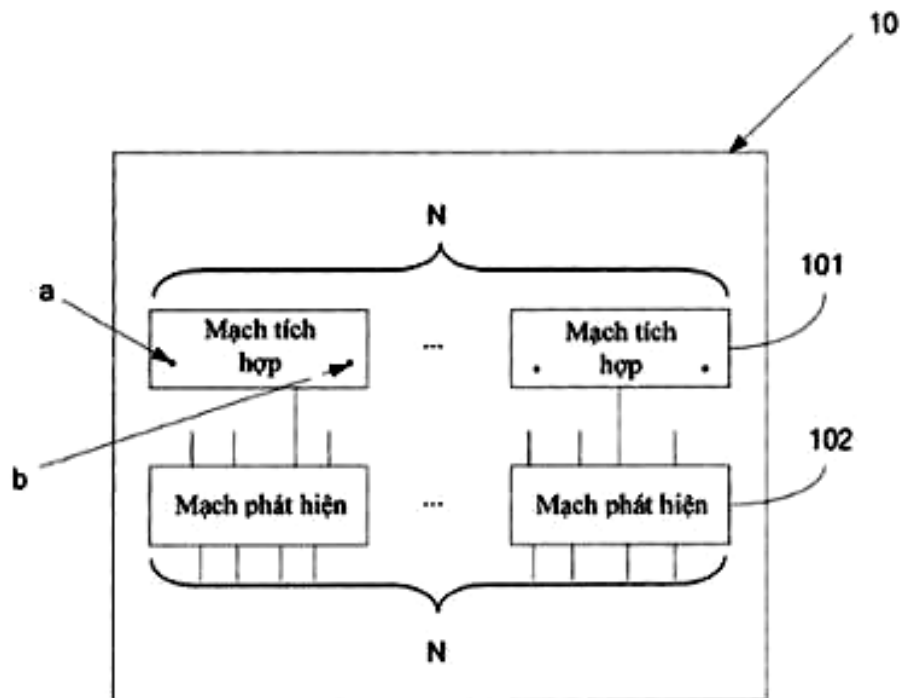 10
N
101
a
Mạch tích
hợp
...
Mạch tích
hợp
102
b
Mạch phát hiện
...
Mạch phát hiện
N